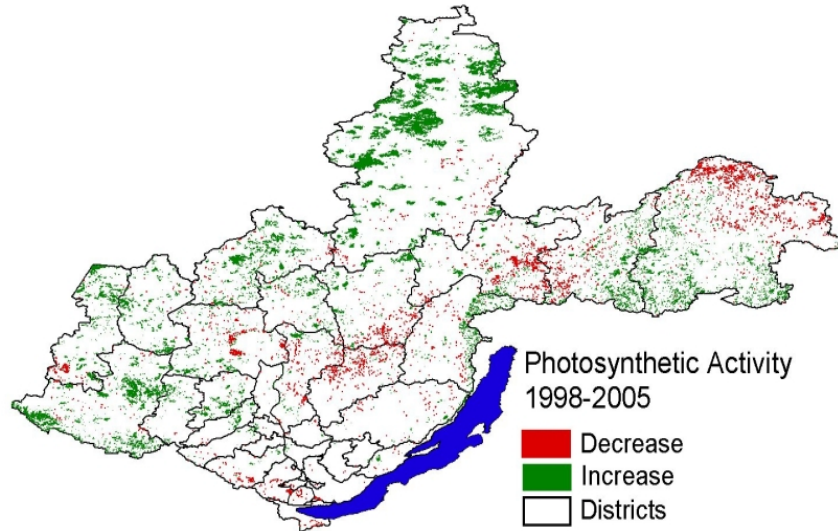 Photosynthetic Activity
1998-2005
Decrease
Increase
Districts